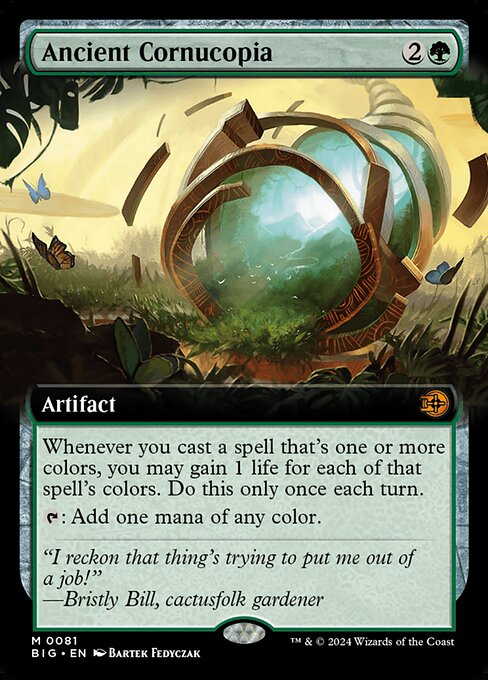 Ancient Cornucopia 2
Artifact
Whenever you cast a spell that's one or more
colors, you may gain 1 life for each of that
spell's colors. Do this only once each turn.
: Add one mana of any color.
“I reckon that thing's trying to put me out of
a job!”
—Bristly Bill, cactusfolk gardener
M 0081
BIG • EN Bartek Fedyczak
™ & © 2024 Wizards of the Coast